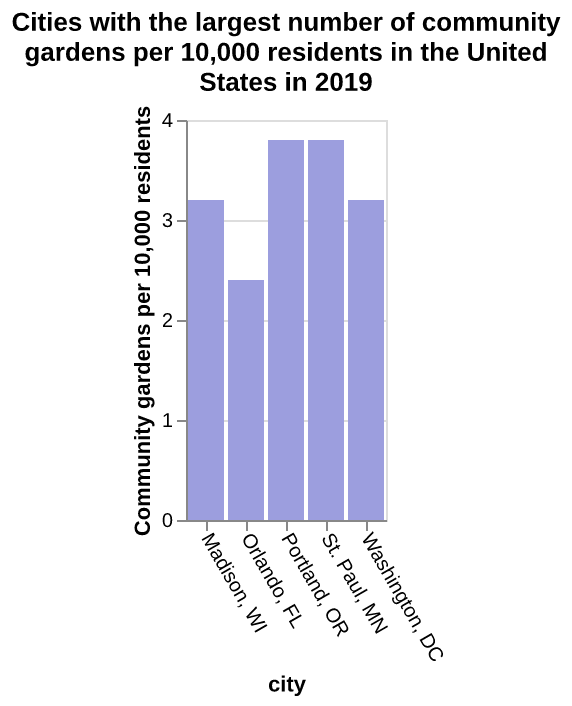 Cities with the largest number of community
gardens per 10,000 residents in the United
States in 2019
Community gardens per 10,000 residents
4
3
2
1
0
Madison, WI
Orlando, FL
Portland, OR
St. Paul, MN
Washington, DC
city